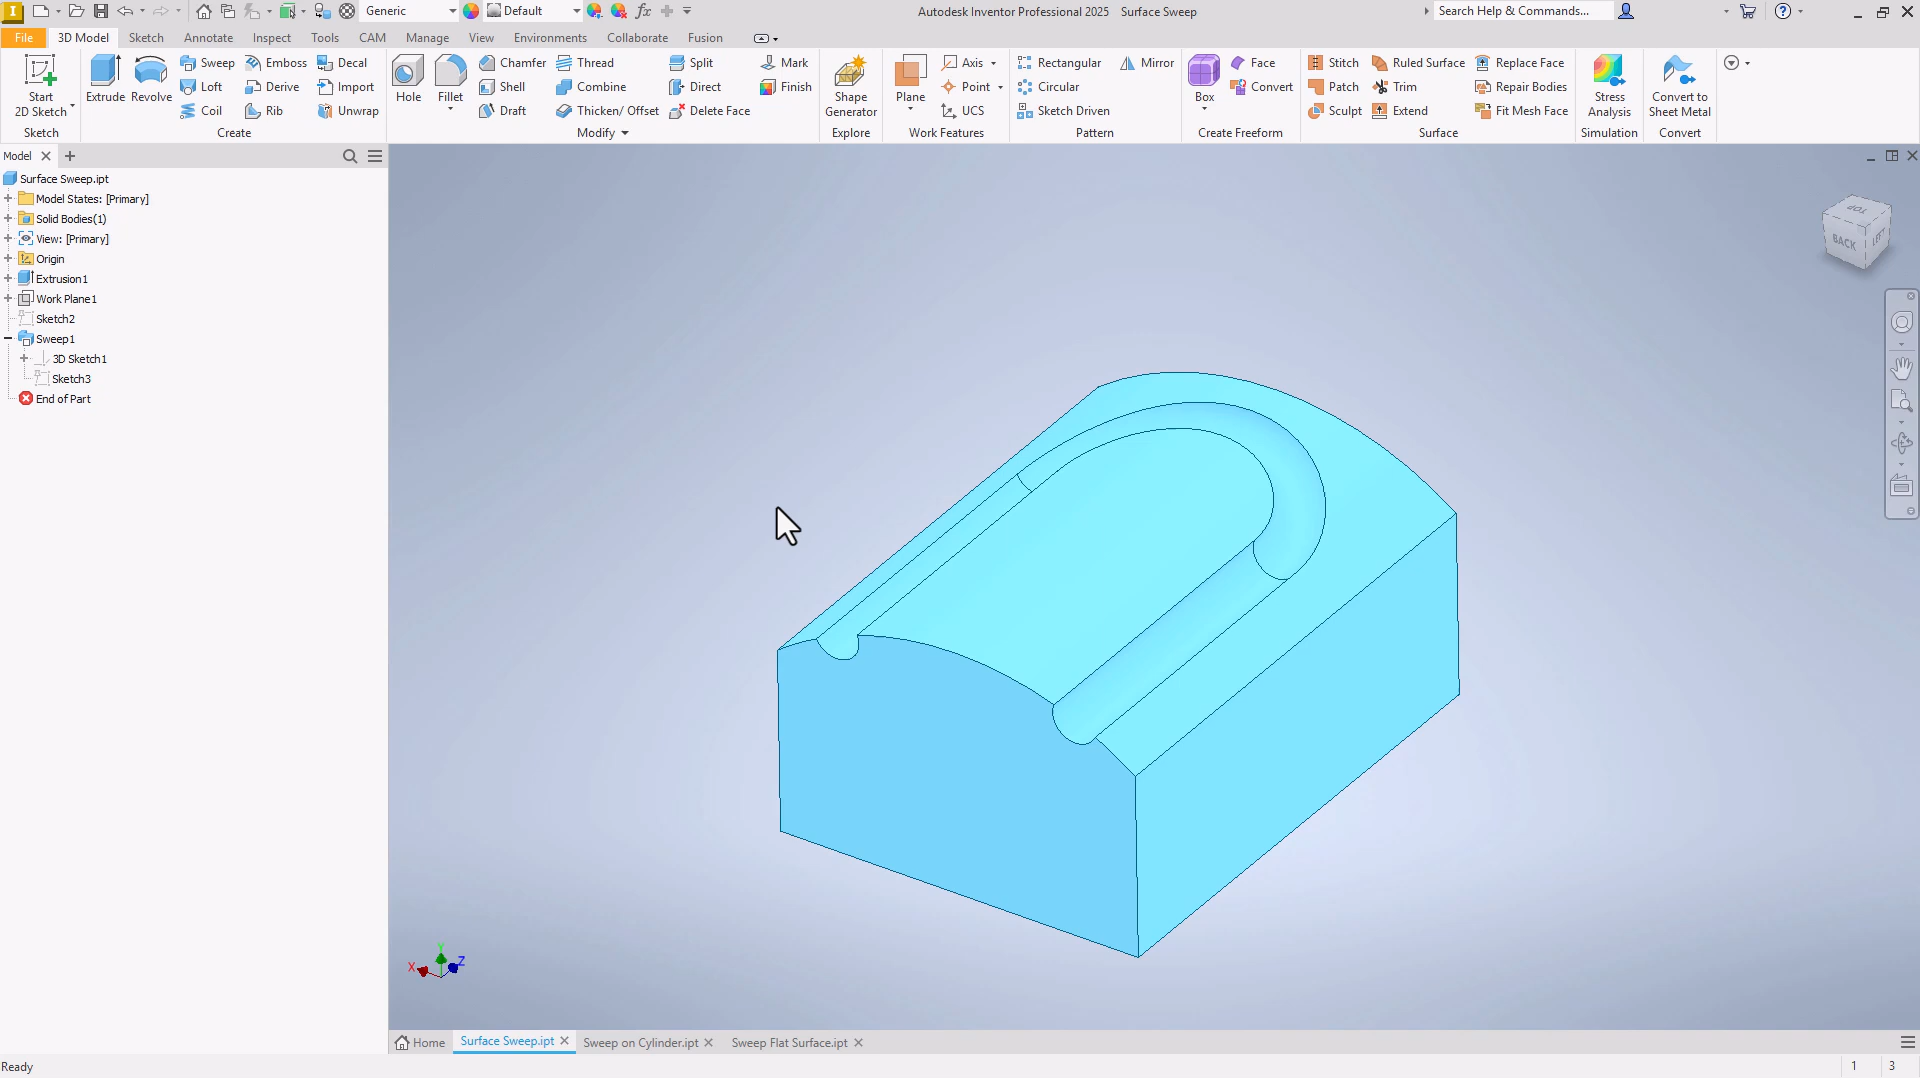 I Generic Default fx Autodesk Inventor Professional 2025 Surface Sweep Search Help & Commands... ?
File 3D Model Sketch Annotate Inspect Tools CAM Manage View Environments Collaborate Fusion
Start
2D Sketch
Sketch
Extrude
Revolve
Sweep Emboss Decal
Loft Derive Import
Coil Rib Unwrap
Create
Hole
Fillet
Chamfer Thread Split Mark
Shell Combine Direct Finish
Draft Thicken/ Offset Delete Face
Modify
Shape
Generator
Explore
Plane
Axis
Point
UCS
Work Features
Rectangular Mirror
Circular
Sketch Driven
Pattern
Box
Face
Convert
Create Freeform
Stitch Ruled Surface Replace Face
Patch Trim Repair Bodies
Sculpt Extend Fit Mesh Face
Surface
Stress
Analysis
Simulation
Convert to
Sheet Metal
Convert
Model
Surface Sweep.ipt
Model States: [Primary]
Solid Bodies(1)
View: [Primary]
Origin
Extrusion1
Work Plane1
Sketch2
Sweep1
3D Sketch1
Sketch3
End of Part
TOP
BACK
LEFT
Y
X
Z
Home Surface Sweep.ipt Sweep on Cylinder.ipt Sweep Flat Surface.ipt
Ready 1 3